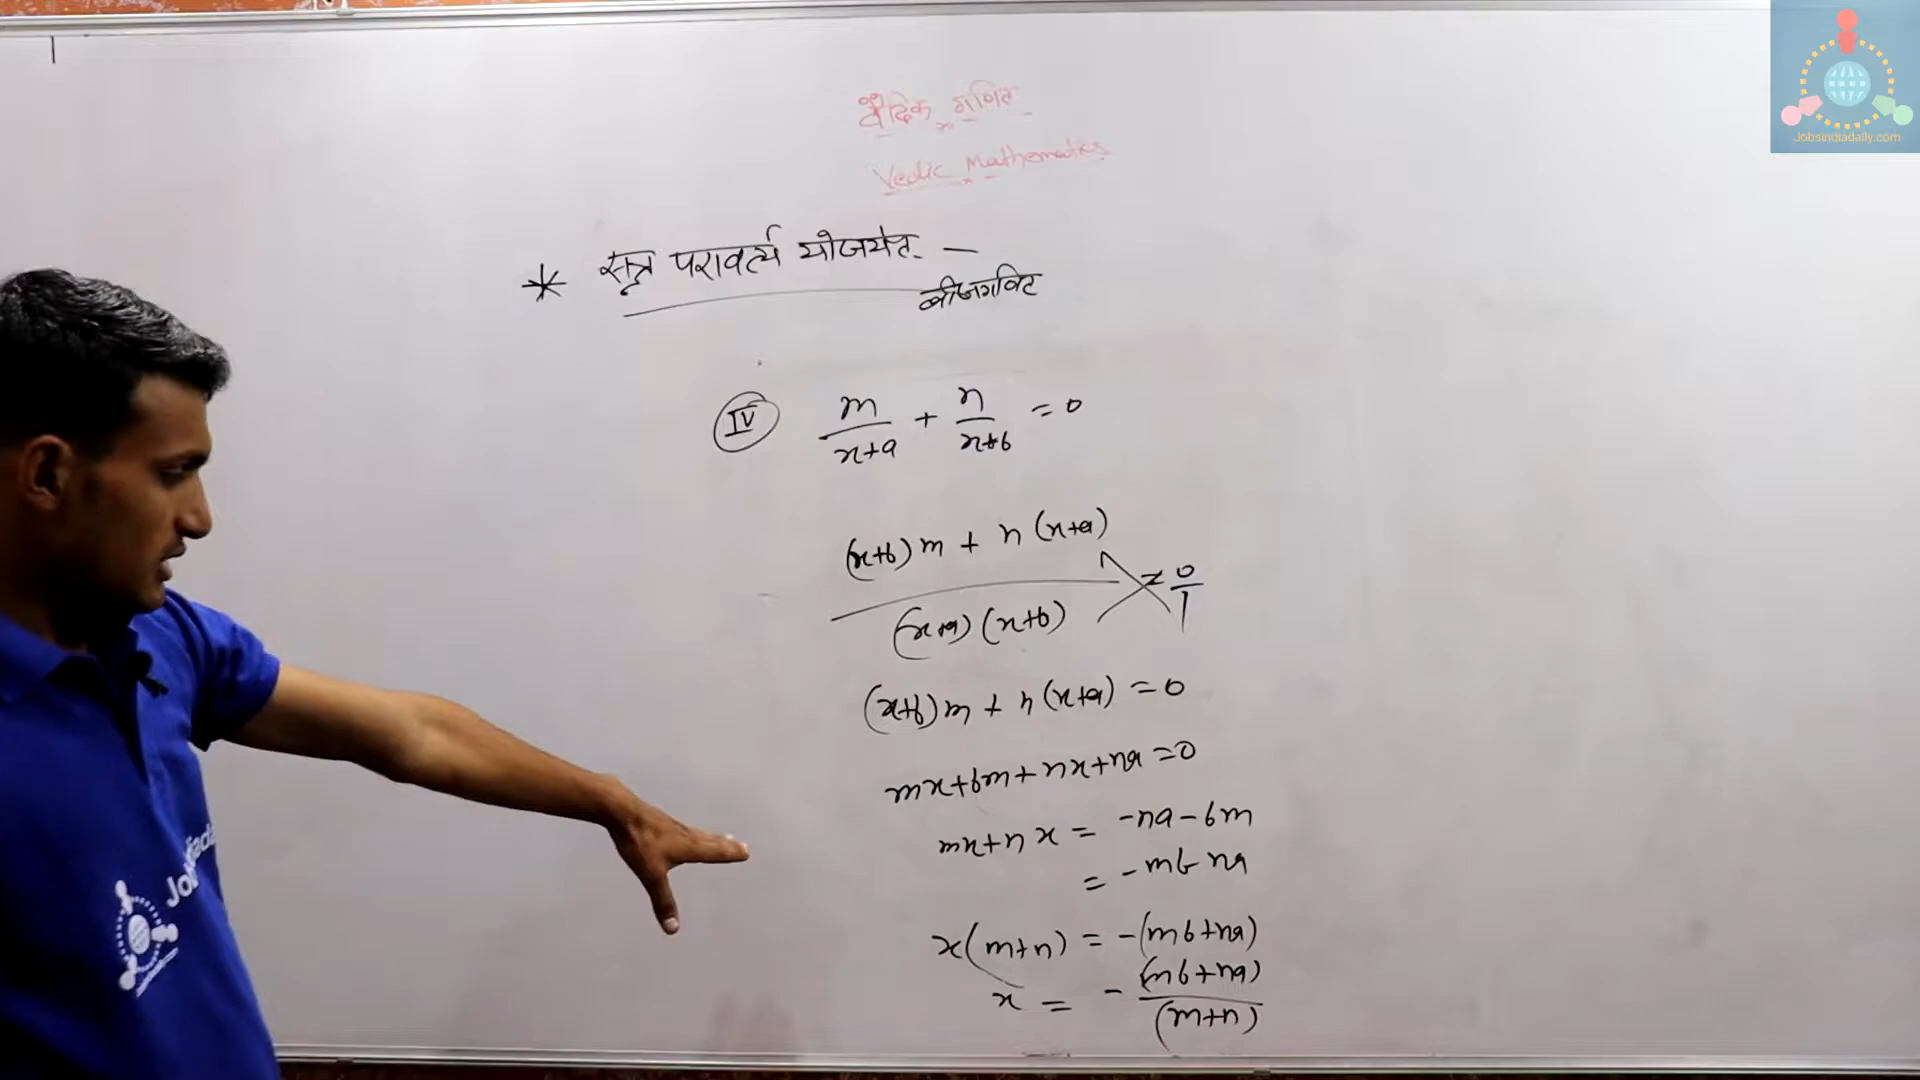 वैदिक गणित
Vedic Mathematics
* सूत्र परावर्त्य योजयेत् —
बीजगणित
IV m/(x+a) + n/(x+b) = 0
((x+b)m + n(x+a))/((x+a)(x+b)) = 0/1
(x+b)m + n(x+a) = 0
mx+bm+nx+na = 0
mx+nx = -na-bm
= -mb-na
x(m+n) = -(mb+na)
x = -(mb+na)/(m+n)
Jobsindiadaily.com